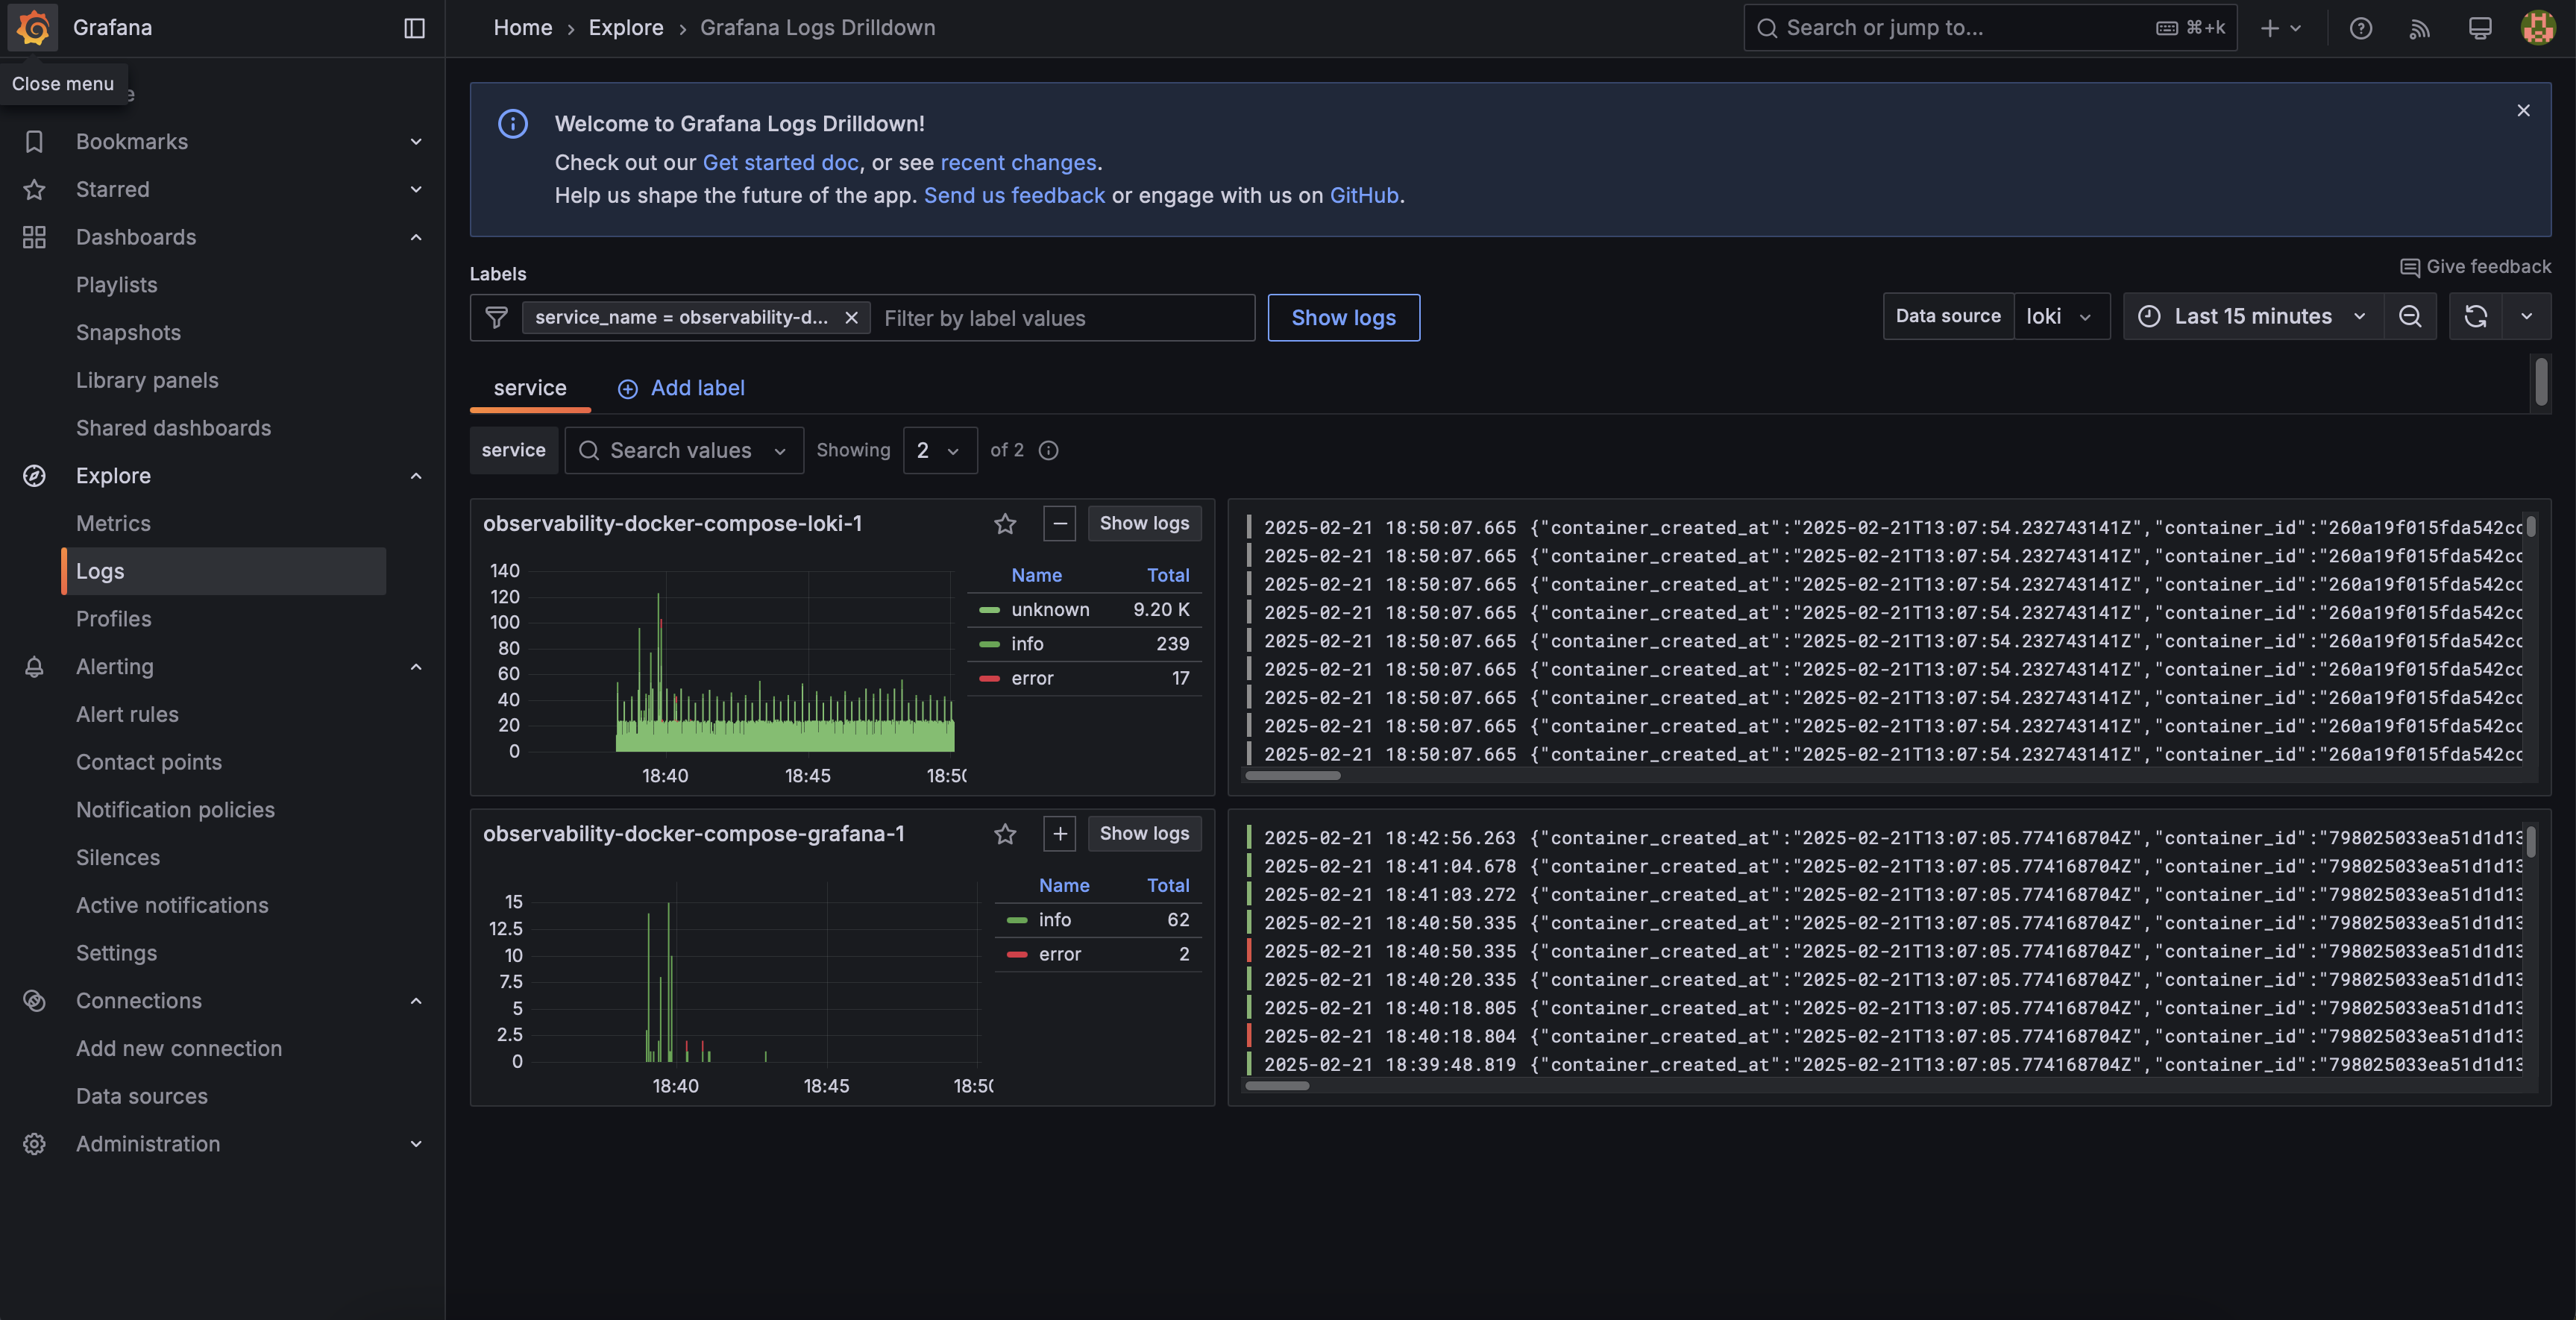 Grafana
Home › Explore › Grafana Logs Drilldown
Search or jump to... ⌘+k
Close menu
Bookmarks
Starred
Dashboards
Playlists
Snapshots
Library panels
Shared dashboards
Explore
Metrics
Logs
Profiles
Alerting
Alert rules
Contact points
Notification policies
Silences
Active notifications
Settings
Connections
Add new connection
Data sources
Administration
Welcome to Grafana Logs Drilldown!
Check out our Get started doc, or see recent changes.
Help us shape the future of the app. Send us feedback or engage with us on GitHub.
Labels
Give feedback
service_name = observability-d... Filter by label values
Show logs
Data source loki
Last 15 minutes
service
Add label
service Search values Showing 2 of 2
observability-docker-compose-loki-1
Show logs
140
120
100
80
60
40
20
0
18:40 18:45
Name Total
unknown 9.20 K
info 239
error 17
2025-02-21 18:50:07.665 {"container_created_at":"2025-02-21T13:07:54.232743141Z","container_id":"260a19f015fda542cc
2025-02-21 18:50:07.665 {"container_created_at":"2025-02-21T13:07:54.232743141Z","container_id":"260a19f015fda542cc
2025-02-21 18:50:07.665 {"container_created_at":"2025-02-21T13:07:54.232743141Z","container_id":"260a19f015fda542cc
2025-02-21 18:50:07.665 {"container_created_at":"2025-02-21T13:07:54.232743141Z","container_id":"260a19f015fda542cc
2025-02-21 18:50:07.665 {"container_created_at":"2025-02-21T13:07:54.232743141Z","container_id":"260a19f015fda542cc
2025-02-21 18:50:07.665 {"container_created_at":"2025-02-21T13:07:54.232743141Z","container_id":"260a19f015fda542cc
2025-02-21 18:50:07.665 {"container_created_at":"2025-02-21T13:07:54.232743141Z","container_id":"260a19f015fda542cc
2025-02-21 18:50:07.665 {"container_created_at":"2025-02-21T13:07:54.232743141Z","container_id":"260a19f015fda542cc
2025-02-21 18:50:07.665 {"container_created_at":"2025-02-21T13:07:54.232743141Z","container_id":"260a19f015fda542cc
observability-docker-compose-grafana-1
Show logs
15
12.5
10
7.5
5
2.5
0
18:40 18:45
Name Total
info 62
error 2
2025-02-21 18:42:56.263 {"container_created_at":"2025-02-21T13:07:05.774168704Z","container_id":"798025033ea51d1d13
2025-02-21 18:41:04.678 {"container_created_at":"2025-02-21T13:07:05.774168704Z","container_id":"798025033ea51d1d13
2025-02-21 18:41:03.272 {"container_created_at":"2025-02-21T13:07:05.774168704Z","container_id":"798025033ea51d1d13
2025-02-21 18:40:50.335 {"container_created_at":"2025-02-21T13:07:05.774168704Z","container_id":"798025033ea51d1d13
2025-02-21 18:40:50.335 {"container_created_at":"2025-02-21T13:07:05.774168704Z","container_id":"798025033ea51d1d13
2025-02-21 18:40:20.335 {"container_created_at":"2025-02-21T13:07:05.774168704Z","container_id":"798025033ea51d1d13
2025-02-21 18:40:18.805 {"container_created_at":"2025-02-21T13:07:05.774168704Z","container_id":"798025033ea51d1d13
2025-02-21 18:40:18.804 {"container_created_at":"2025-02-21T13:07:05.774168704Z","container_id":"798025033ea51d1d13
2025-02-21 18:39:48.819 {"container_created_at":"2025-02-21T13:07:05.774168704Z","container_id":"798025033ea51d1d13